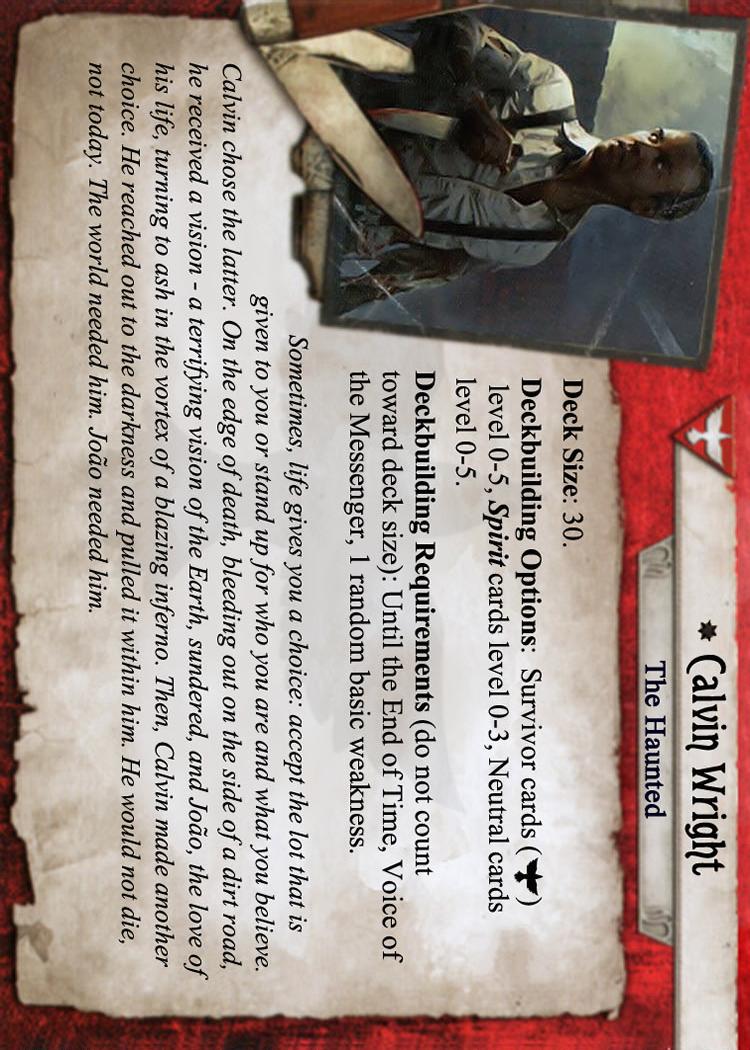 Calvin Wright
The Haunted
Deck Size: 30.
Deckbuilding Options: Survivor cards ( )
level 0-5, Spirit cards level 0-3, Neutral cards
level 0-5.
Deckbuilding Requirements (do not count
toward deck size): Until the End of Time, Voice of
the Messenger, 1 random basic weakness.
Sometimes, life gives you a choice: accept the lot that is
given to you or stand up for who you are and what you believe.
Calvin chose the latter. On the edge of death, bleeding out on the side of a dirt road,
he received a vision - a terrifying vision of the Earth, sundered, and João, the love of
his life, turning to ash in the vortex of a blazing inferno. Then, Calvin made another
choice. He reached out to the darkness and pulled it within him. He would not die,
not today. The world needed him. João needed him.